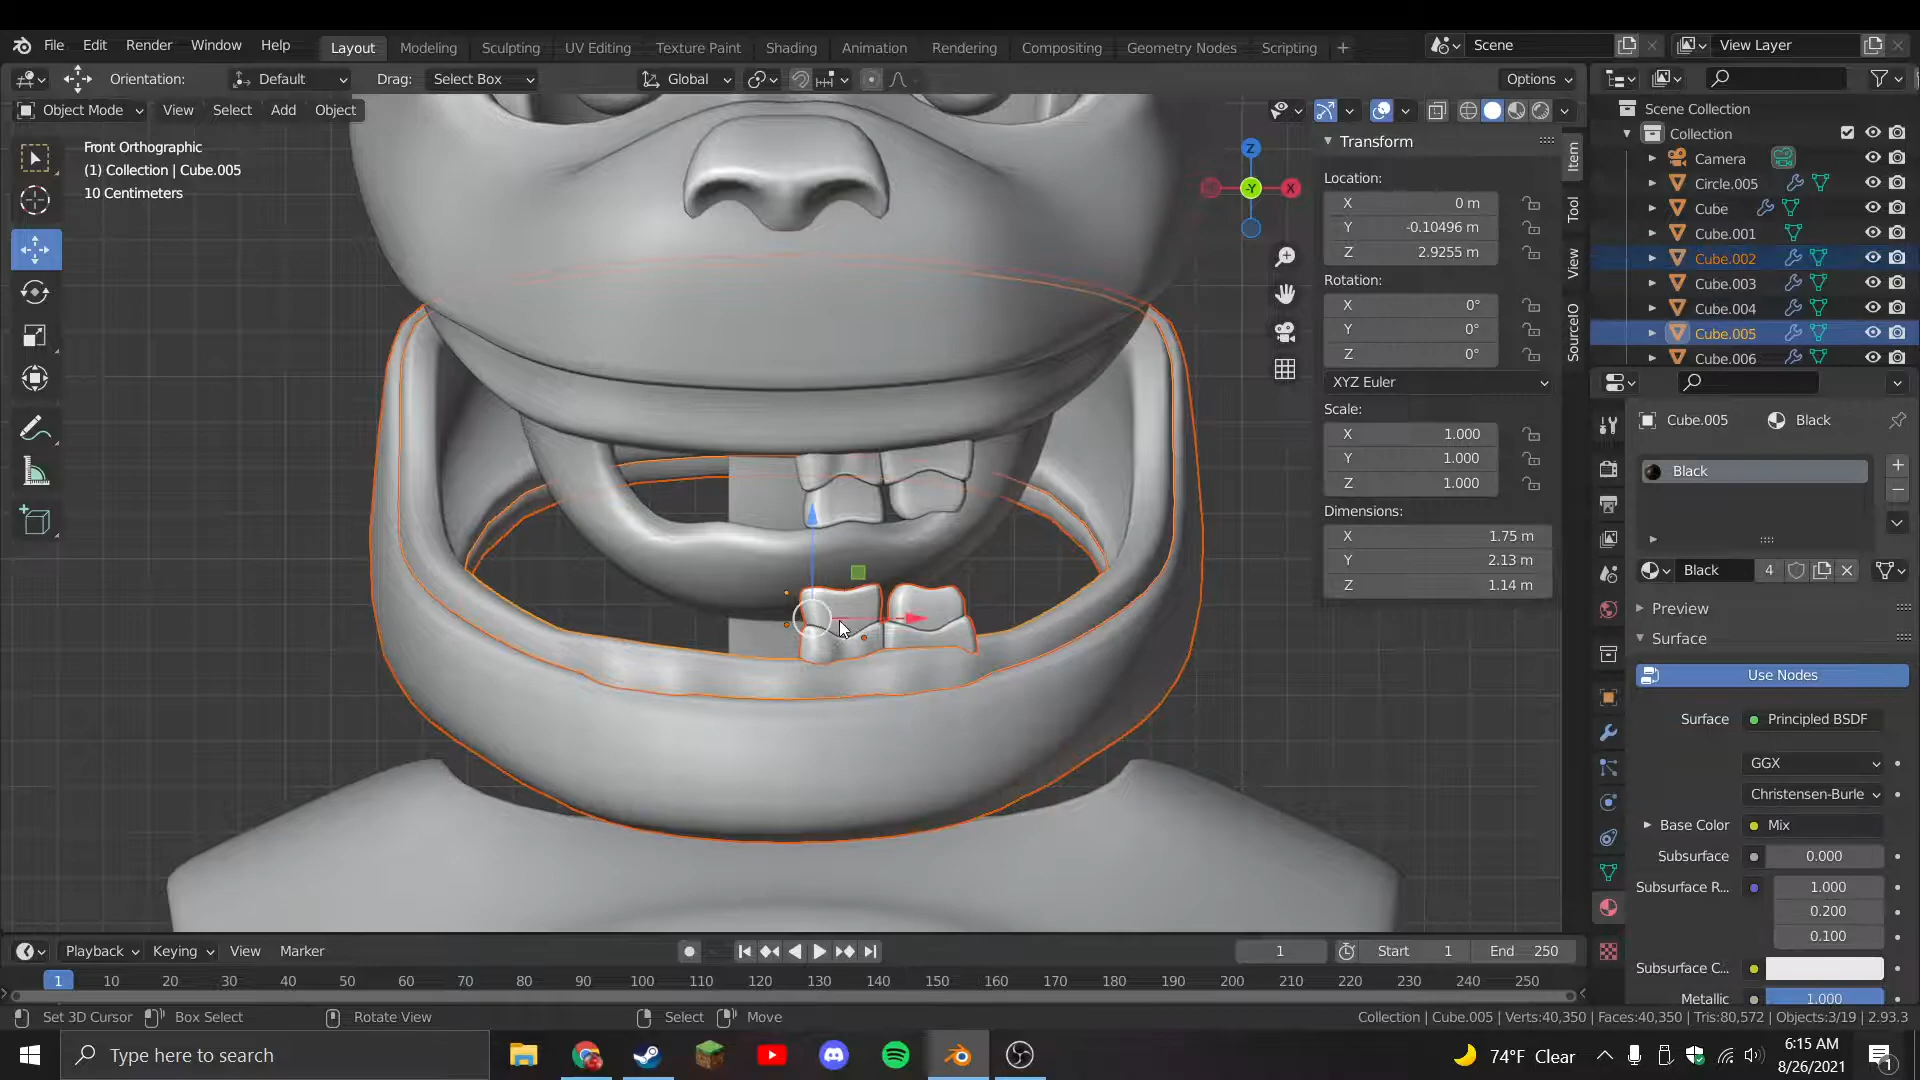 File Edit Render Window Help Layout Modeling Sculpting UV Editing Texture Paint Shading Animation Rendering Compositing Geometry Nodes Scripting + Scene View Layer
Orientation: Default Drag: Select Box Global Options
Object Mode View Select Add Object
Front Orthographic
(1) Collection | Cube.005
10 Centimeters
Z
X
-Y
Transform
Location:
X 0 m
Y -0.10496 m
Z 2.9255 m
Rotation:
X 0°
Y 0°
Z 0°
XYZ Euler
Scale:
X 1.000
Y 1.000
Z 1.000
Dimensions:
X 1.75 m
Y 2.13 m
Z 1.14 m
Item
Tool
View
SourceIO
Scene Collection
Collection
Camera
Circle.005
Cube
Cube.001
Cube.002
Cube.003
Cube.004
Cube.005
Cube.006
Cube.005 Black
Black
Black 4
Preview
Surface
Use Nodes
Surface Principled BSDF
GGX
Christensen-Burle
Base Color Mix
Subsurface 0.000
Subsurface R... 1.000
0.200
0.100
Subsurface C...
Metallic 1.000
Playback Keying View Marker 1 Start 1 End 250
1 10 20 30 40 50 60 70 80 90 100 110 120 130 140 150 160 170 180 190 200 210 220 230 240 250
Set 3D Cursor Box Select Rotate View Select Move Collection | Cube.005 | Verts:40,350 | Faces:40,350 | Tris:80,572 | Objects:3/19 | 2.93.3
Type here to search 74°F Clear 6:15 AM
8/26/2021
1